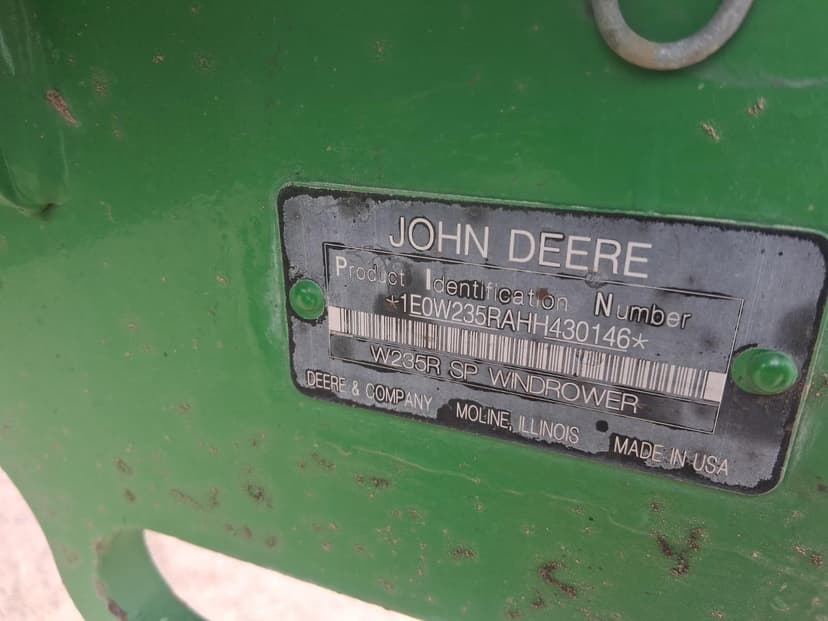 JOHN DEERE
Product Identification Number
*1E0W235RAHH430146*
W235R SP WINDROWER
DEERE & COMPANY MOLINE, ILLINOIS MADE IN USA